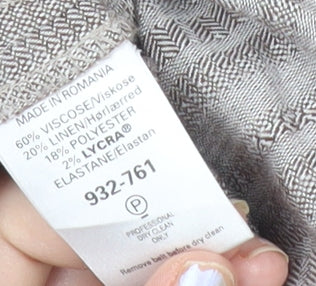 MADE IN ROMANIA
60% VISCOSE/Viskose
20% LINEN/Hørlærred
18% POLYESTER
2% LYCRA®
ELASTANE/Elastan
932-761
P
PROFESSIONAL
DRY CLEAN
ONLY
Remove belt before dry clean